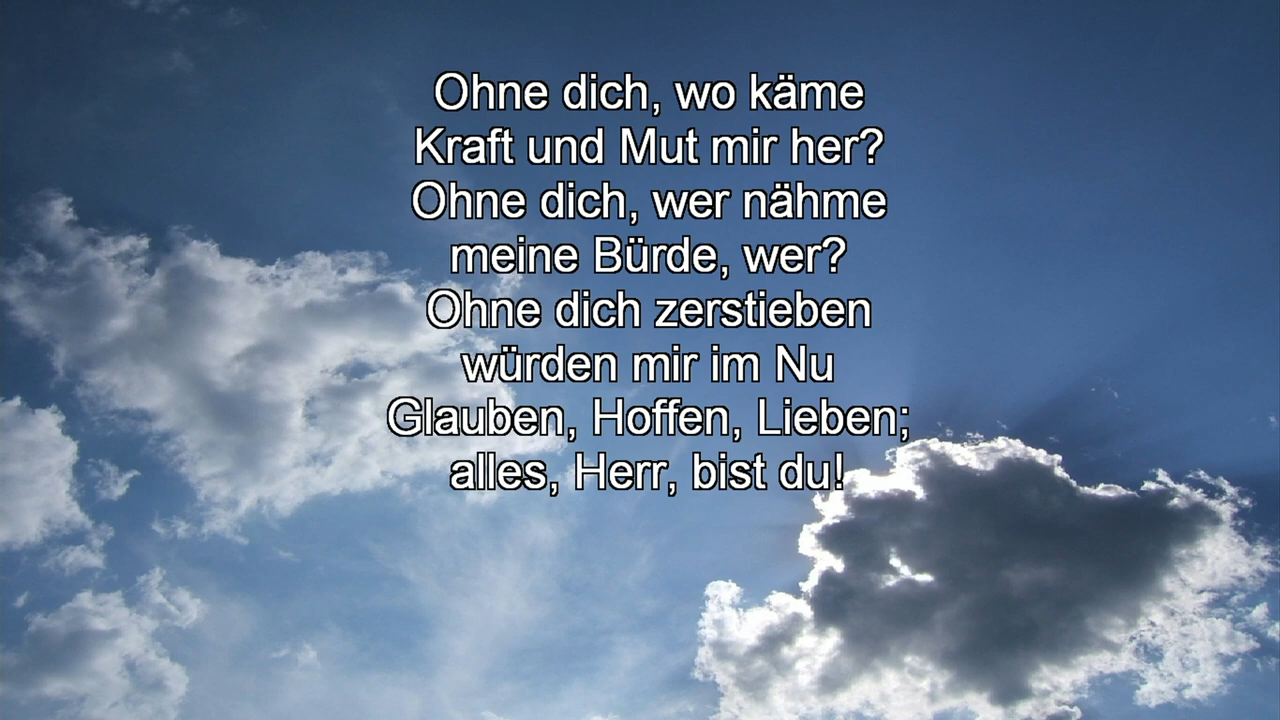 Ohne dich, wo käme
Kraft und Mut mir her?
Ohne dich, wer nähme
meine Bürde, wer?
Ohne dich zerstieben
würden mir im Nu
Glauben, Hoffen, Lieben;
alles, Herr, bist du!